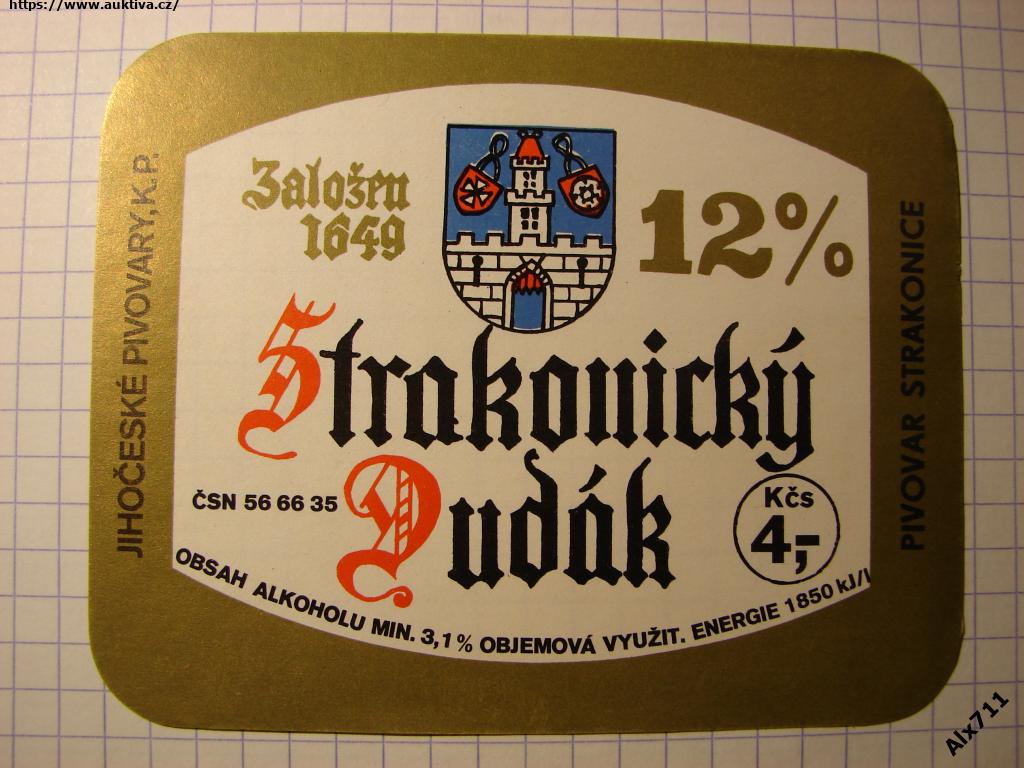 https://www.auktiva.cz/
JIHOČESKÉ PIVOVARY, K.P.
Založen
1649
12%
PIVOVAR STRAKONICE
Strakonický
Dudák
ČSN 56 66 35
Kčs
4,-
OBSAH ALKOHOLU MIN. 3,1% OBJEMOVÁ VYUŽIT. ENERGIE 1850 kJ/l
Alx711